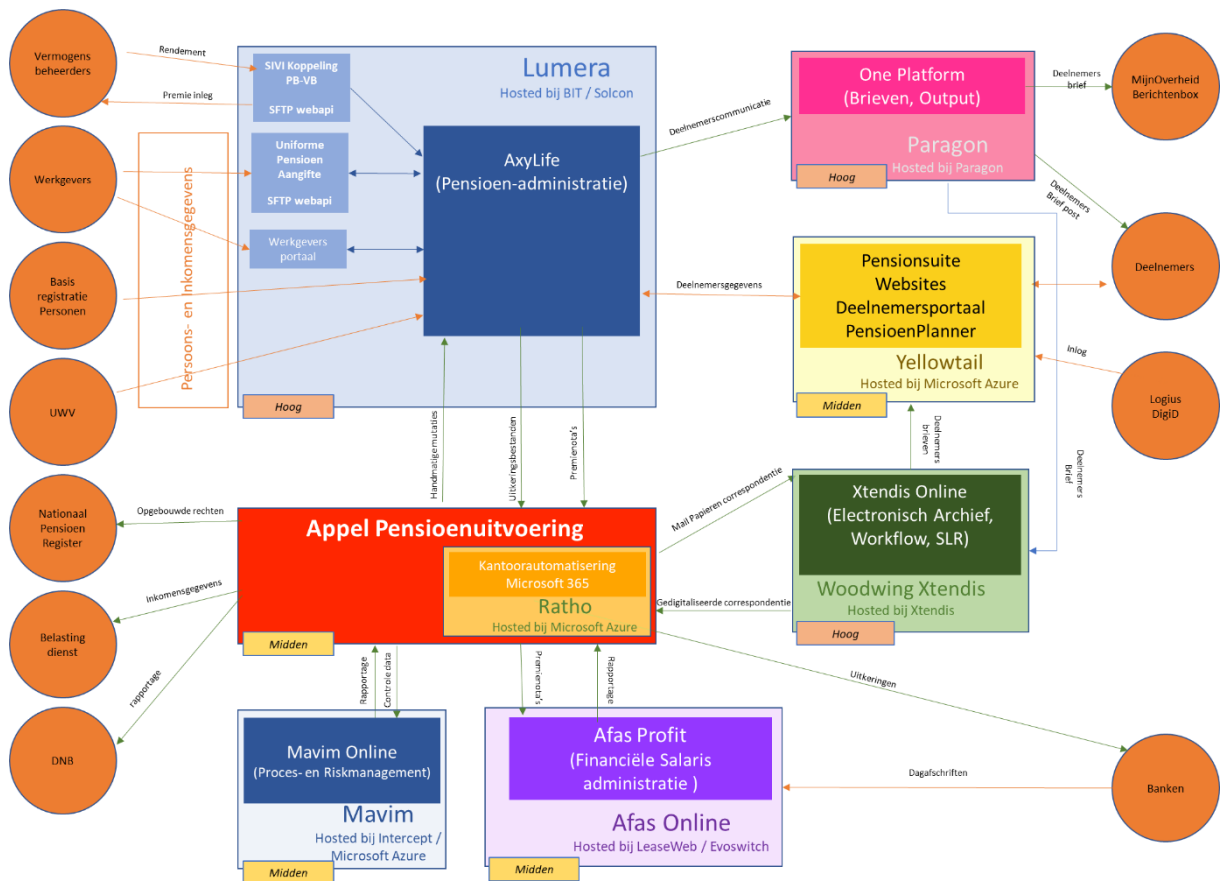 Vermogens
beheerders
Rendement
Premie inleg
SIVI Koppeling
PB-VB
SFTP webapi
Lumera
Hosted bij BIT / Solcon
Werkgevers
Persoons- en Inkomensgegevens
Uniforme
Pensioen
Aangifte
SFTP webapi
Werkgevers
portaal
AxyLife
(Pensioen-administratie)
Basis
registratie
Personen
UWV
Hoog
Deelnemerscommunicatie
One Platform
(Brieven, Output)
Paragon
Hosted bij Paragon
Hoog
Deelnemers
brief
MijnOverheid
Berichtenbox
Deelnemers
Brief post
Deelnemers
Deelnemersgegevens
Pensionsuite
Websites
Deelnemersportaal
PensioenPlanner
Yellowtail
Hosted bij Microsoft Azure
Midden
Inlog
Logius
DigiD
Handmatige mutaties
Uitkeringsbestanden
Premienota's
Deelnemers
brieven
Deelnemers
Brief
Mail Papieren correspondentie
Xtendis Online
(Electronisch Archief,
Workflow, SLR)
Woodwing Xtendis
Hosted bij Xtendis
Hoog
Nationaal
Pensioen
Register
Opgebouwde rechten
Appel Pensioenuitvoering
Kantoorautomatisering
Microsoft 365
Ratho
Hosted bij Microsoft Azure
Midden
Gedigitaliseerde correspondentie
Inkomensgegevens
Belasting
dienst
rapportage
DNB
Rapportage
Controle data
Premienota's
Rapportage
Uitkeringen
Mavim Online
(Proces- en Riskmanagement)
Mavim
Hosted bij Intercept /
Microsoft Azure
Midden
Afas Profit
(Financiële Salaris
administratie )
Afas Online
Hosted bij LeaseWeb / Evoswitch
Midden
Dagafschriften
Banken